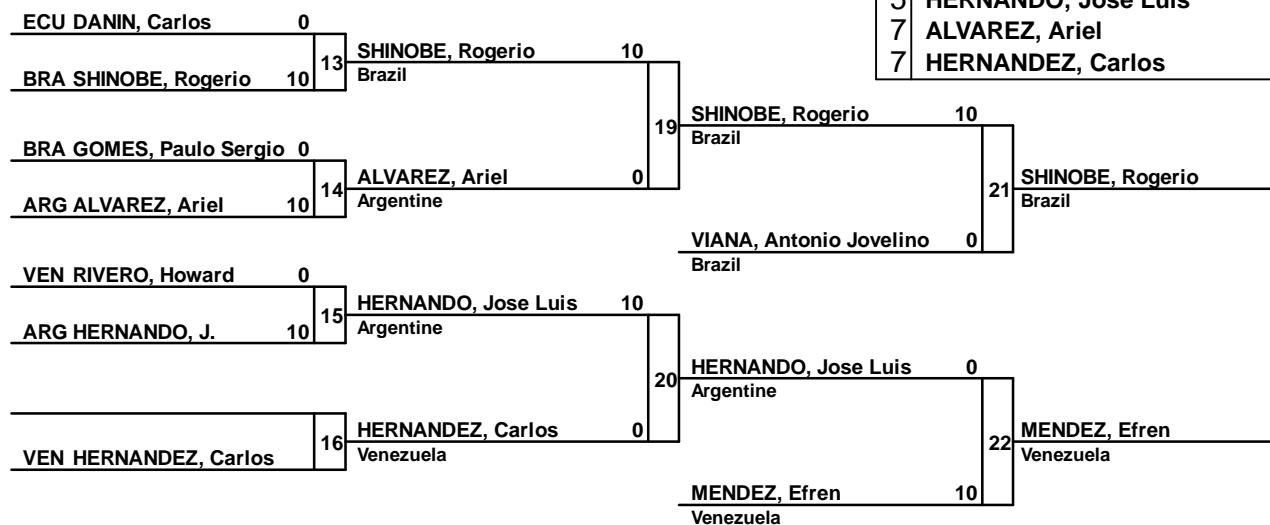 5 HERNANDO, Jose Luis
7 ALVAREZ, Ariel
7 HERNANDEZ, Carlos
ECU DANIN, Carlos 0
13
BRA SHINOBE, Rogerio 10
SHINOBE, Rogerio 10
Brazil
BRA GOMES, Paulo Sergio 0
14
ARG ALVAREZ, Ariel 10
ALVAREZ, Ariel 0
Argentine
19
SHINOBE, Rogerio 10
Brazil
VIANA, Antonio Jovelino 0
Brazil
21
SHINOBE, Rogerio
Brazil
VEN RIVERO, Howard 0
15
ARG HERNANDO, J. 10
HERNANDO, Jose Luis 10
Argentine
16
VEN HERNANDEZ, Carlos
HERNANDEZ, Carlos 0
Venezuela
20
HERNANDO, Jose Luis 0
Argentine
MENDEZ, Efren 10
Venezuela
22
MENDEZ, Efren
Venezuela